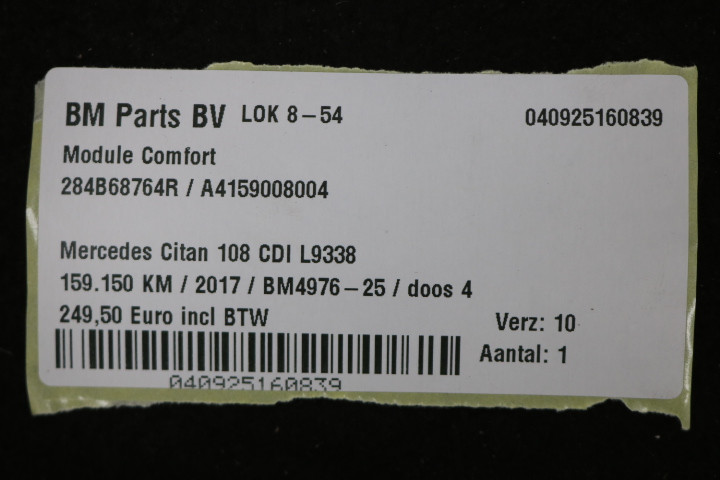 BM Parts BV LOK 8-54 040925160839
Module Comfort
284B68764R / A4159008004
Mercedes Citan 108 CDI L9338
159.150 KM / 2017 / BM4976-25 / doos 4
249,50 Euro incl BTW Verz: 10
Aantal: 1
040925160839